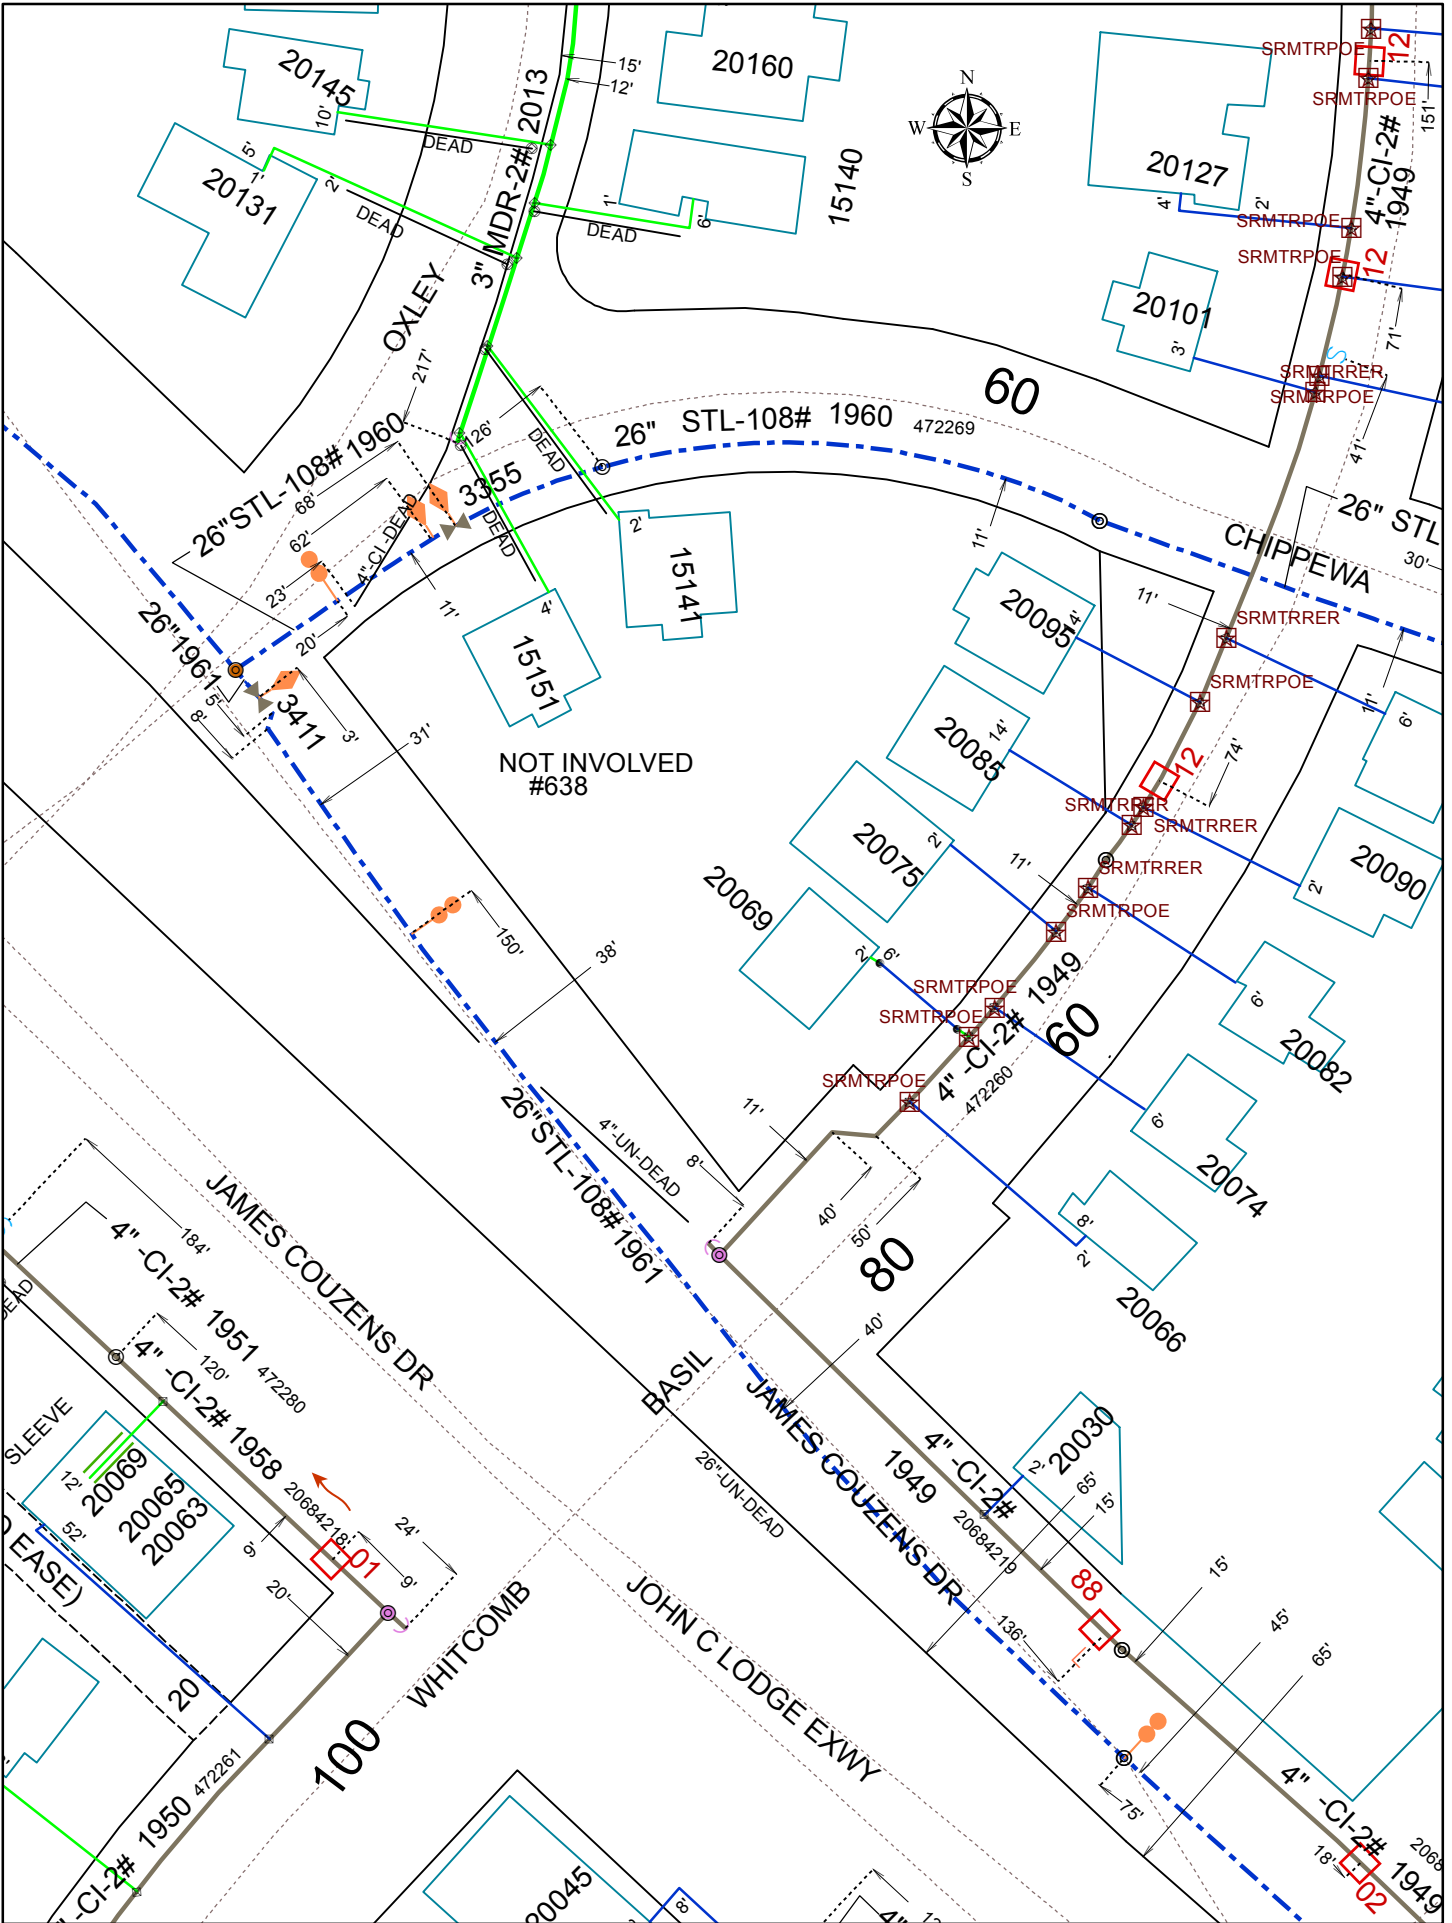 20145
10'
DEAD
2013
15'
12'
20160
N
W
E
S
SRMTRPOE
12
SRMTRPOE
151'
4"-CI-2#
1949
20127
4'
2'
SRMTRPOE
SRMTRPOE
12
5'
1'
20131
2'
DEAD
3" MDR-2#
1'
6'
DEAD
15140
OXLEY
217'
20101
3'
71'
S
SRMTRRER
SRMTRPOE
41'
60
26" STL-108# 1960 472269
26"STL-108# 1960
68'
62'
126'
DEAD
3355
DEAD
4"-CI-DEAD
23'
20'
11'
2'
15141
4'
15151
11'
26" STL
30'
CHIPPEWA
11'
SRMTRRER
20095
4'
SRMTRPOE
11'
6'
26"1961
5'
8'
3411
3'
31'
NOT INVOLVED
#638
20085
14'
12
74'
SRMTRRER
SRMTRRER
20075
2'
11'
SRMTRRER
SRMTRPOE
20090
2'
20069
2'
6'
150'
38'
SRMTRPOE
SRMTRPOE
SRMTRPOE
4" -CI-2# 1949
472260
60
6'
20082
6'
20074
8'
2'
20066
11'
8'
4"-UN-DEAD
26"STL-108#1961
40'
50'
80
40'
JAMES COUZENS DR
184'
4" -CI-2# 1951 472280
120'
4" -CI-2# 1958
20684218
DEAD
SLEEVE
12'
20069
20065
20063
52'
9'
01
24'
9'
20'
O EASE)
20
WHITCOMB
100
BASIL
26"-UN-DEAD
JAMES COUZENS DR
1949
4" -CI-2#
20684219
20030
2'
65'
15'
88
136'
15'
45'
65'
75'
JOHN C LODGE EXWY
4" -CI-2# 1949
2068
18'
02
"-CI-2# 1950 472261
20045
8'
4"
12